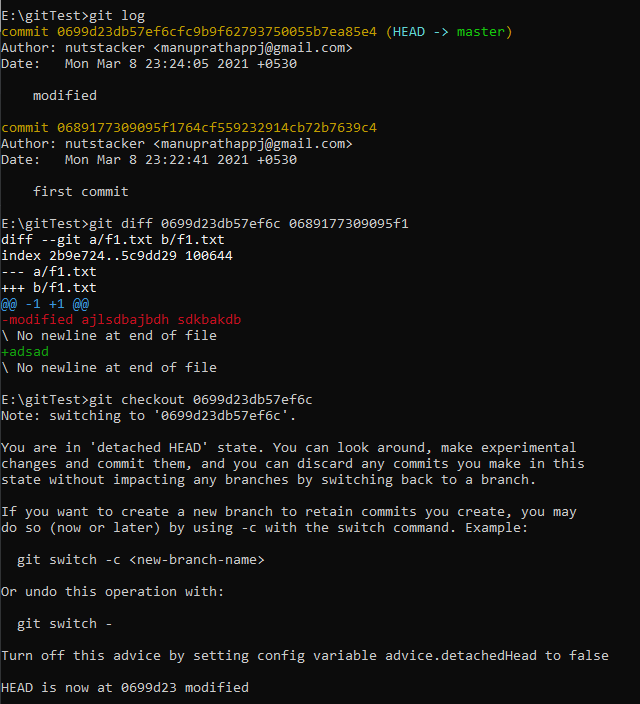 E:\gitTest>git log
commit 0699d23db57ef6cfc9b9f62793750055b7ea85e4 (HEAD -> master)
Author: nutstacker <manuprathappj@gmail.com>
Date:   Mon Mar 8 23:24:05 2021 +0530
    modified
commit 0689177309095f1764cf559232914cb72b7639c4
Author: nutstacker <manuprathappj@gmail.com>
Date:   Mon Mar 8 23:22:41 2021 +0530
    first commit
E:\gitTest>git diff 0699d23db57ef6c 0689177309095f1
diff --git a/f1.txt b/f1.txt
index 2b9e724..5c9dd29 100644
--- a/f1.txt
+++ b/f1.txt
@@ -1 +1 @@
-modified ajlsdbajbdh sdkbakdb
\ No newline at end of file
+adsad
\ No newline at end of file
E:\gitTest>git checkout 0699d23db57ef6c
Note: switching to '0699d23db57ef6c'.
You are in 'detached HEAD' state. You can look around, make experimental
changes and commit them, and you can discard any commits you make in this
state without impacting any branches by switching back to a branch.
If you want to create a new branch to retain commits you create, you may
do so (now or later) by using -c with the switch command. Example:
  git switch -c <new-branch-name>
Or undo this operation with:
  git switch -
Turn off this advice by setting config variable advice.detachedHead to false
HEAD is now at 0699d23 modified